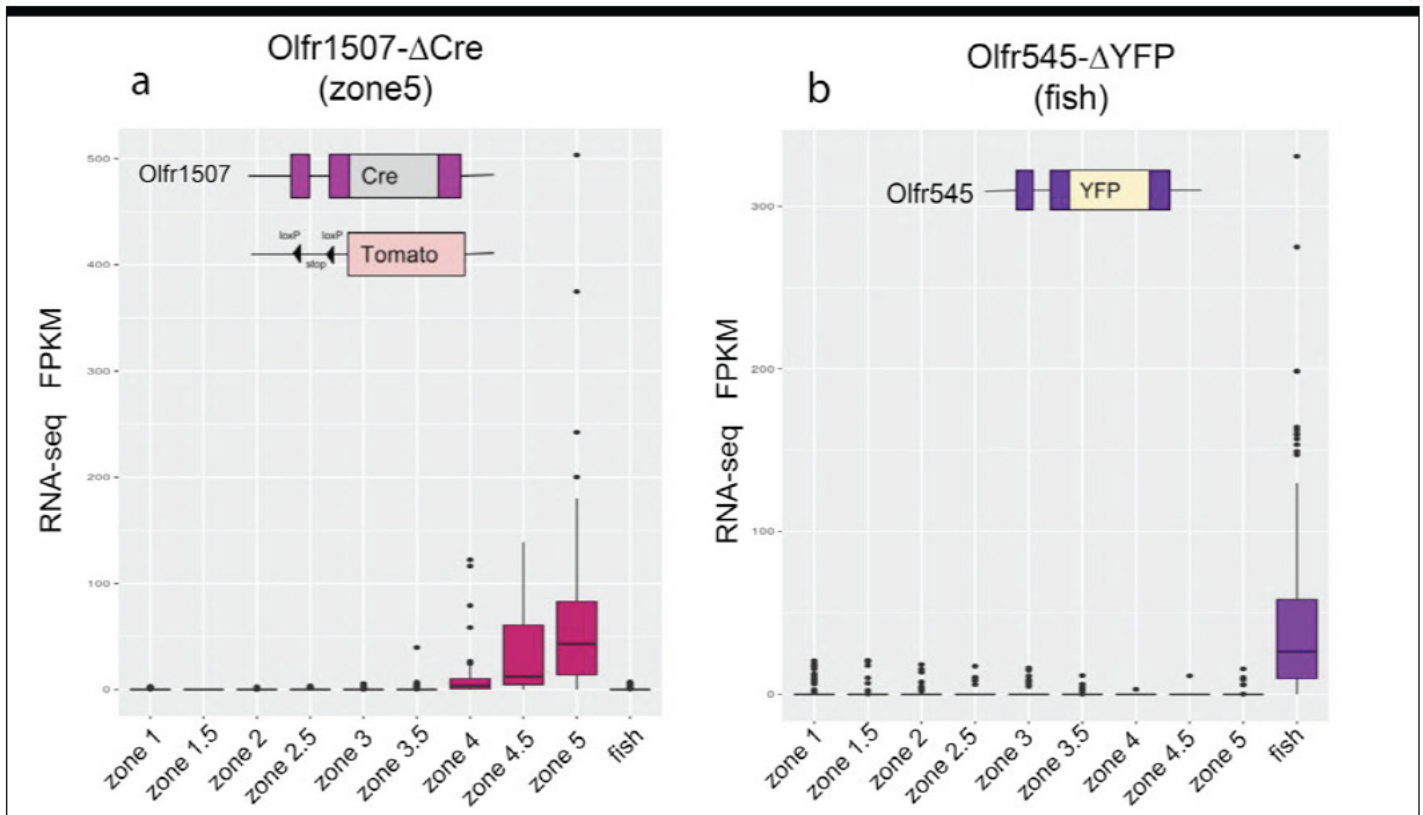 Olfr1507-ΔCre
(zone5)
a
Olfr1507
Cre
loxP
loxP
stop
Tomato
RNA-seq FPKM
500
400
300
200
100
0
zone 1
zone 1.5
zone 2
zone 2.5
zone 3
zone 3.5
zone 4
zone 4.5
zone 5
fish
Olfr545-ΔYFP
(fish)
b
Olfr545
YFP
RNA-seq FPKM
300
200
100
0
zone 1
zone 1.5
zone 2
zone 2.5
zone 3
zone 3.5
zone 4
zone 4.5
zone 5
fish